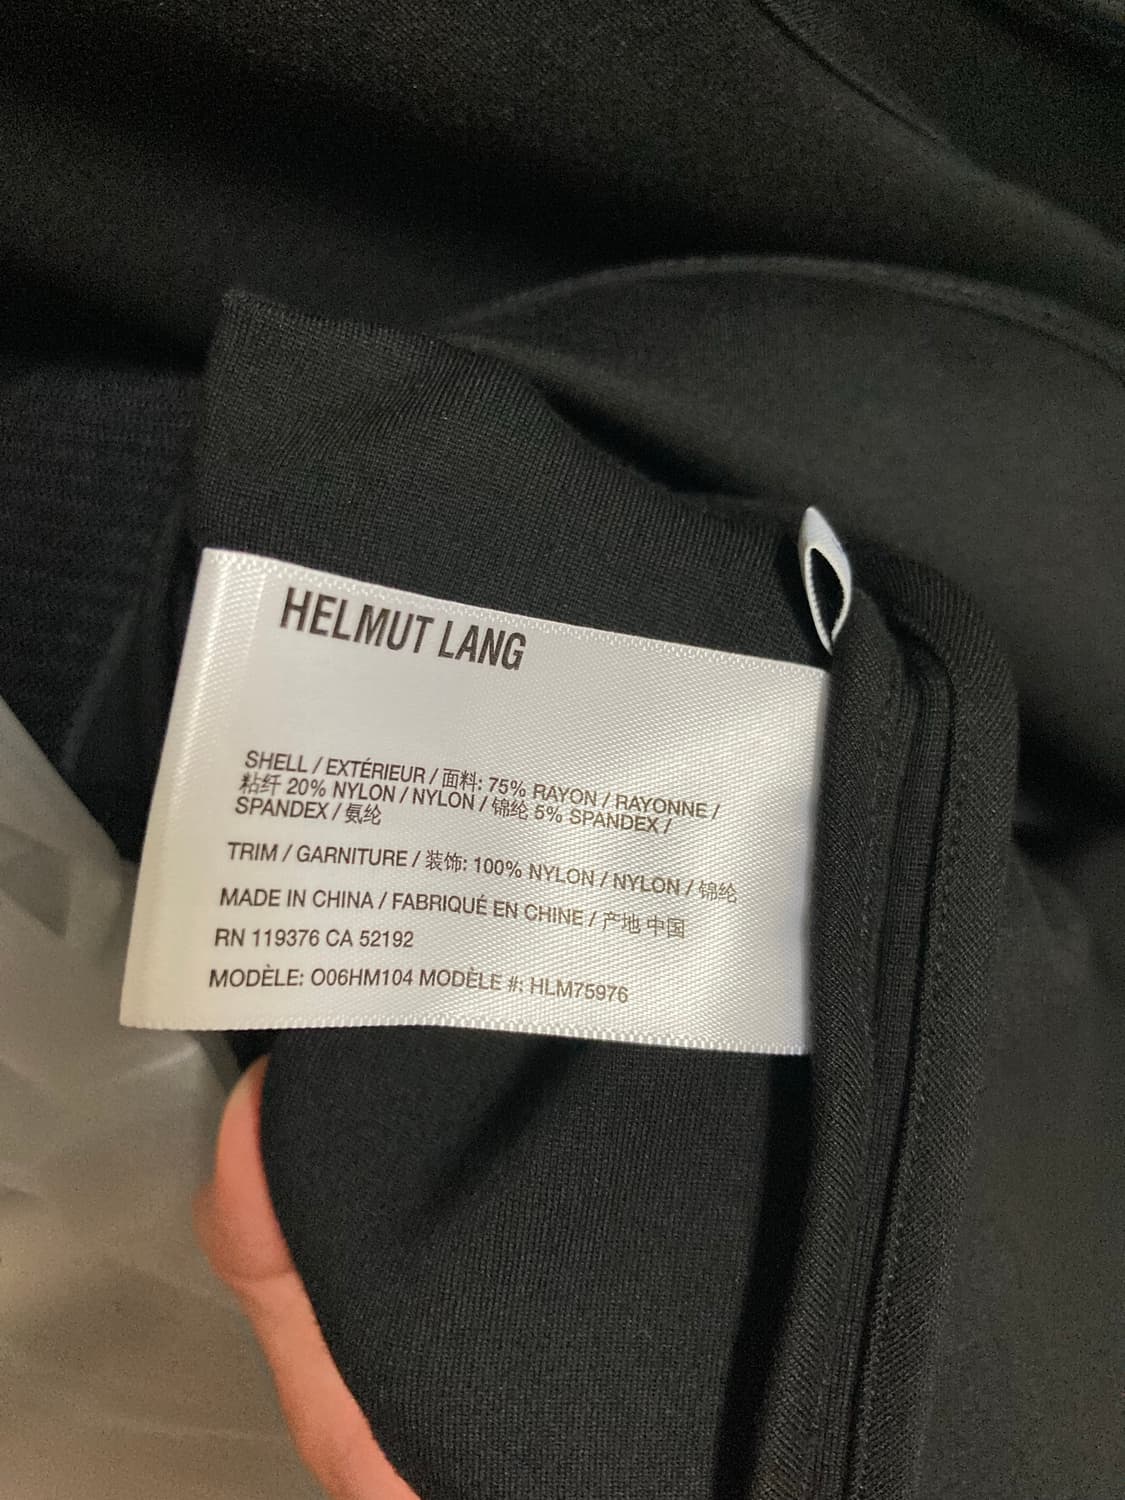 HELMUT LANG
SHELL / EXTÉRIEUR / 面料: 75% RAYON / RAYONNE /
粘纤 20% NYLON / NYLON / 锦纶 5% SPANDEX /
SPANDEX / 氨纶
TRIM / GARNITURE / 装饰: 100% NYLON / NYLON / 锦纶
MADE IN CHINA / FABRIQUÉ EN CHINE / 产地 中国
RN 119376 CA 52192
MODÈLE: O06HM104 MODÈLE #: HLM75976